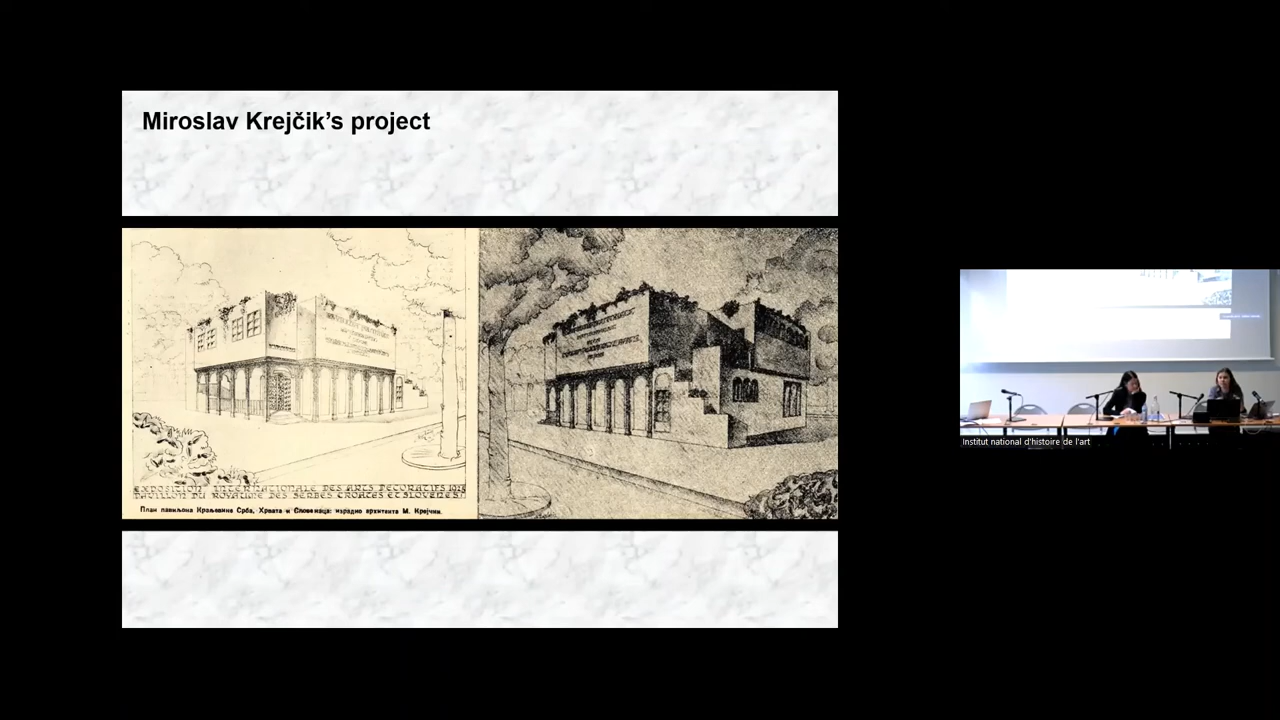 Miroslav Krejčik’s project
EXPOSITION INTERNATIONALE DES ARTS DECORATIFS
PAVILLON DU ROYAUME DES SERBES CROATES ET SLOVENES
План павиљона Краљевине Срба, Хрвата и Словенаца: израдио архитекта М. Крејчик.
Institut national d'histoire de l'art